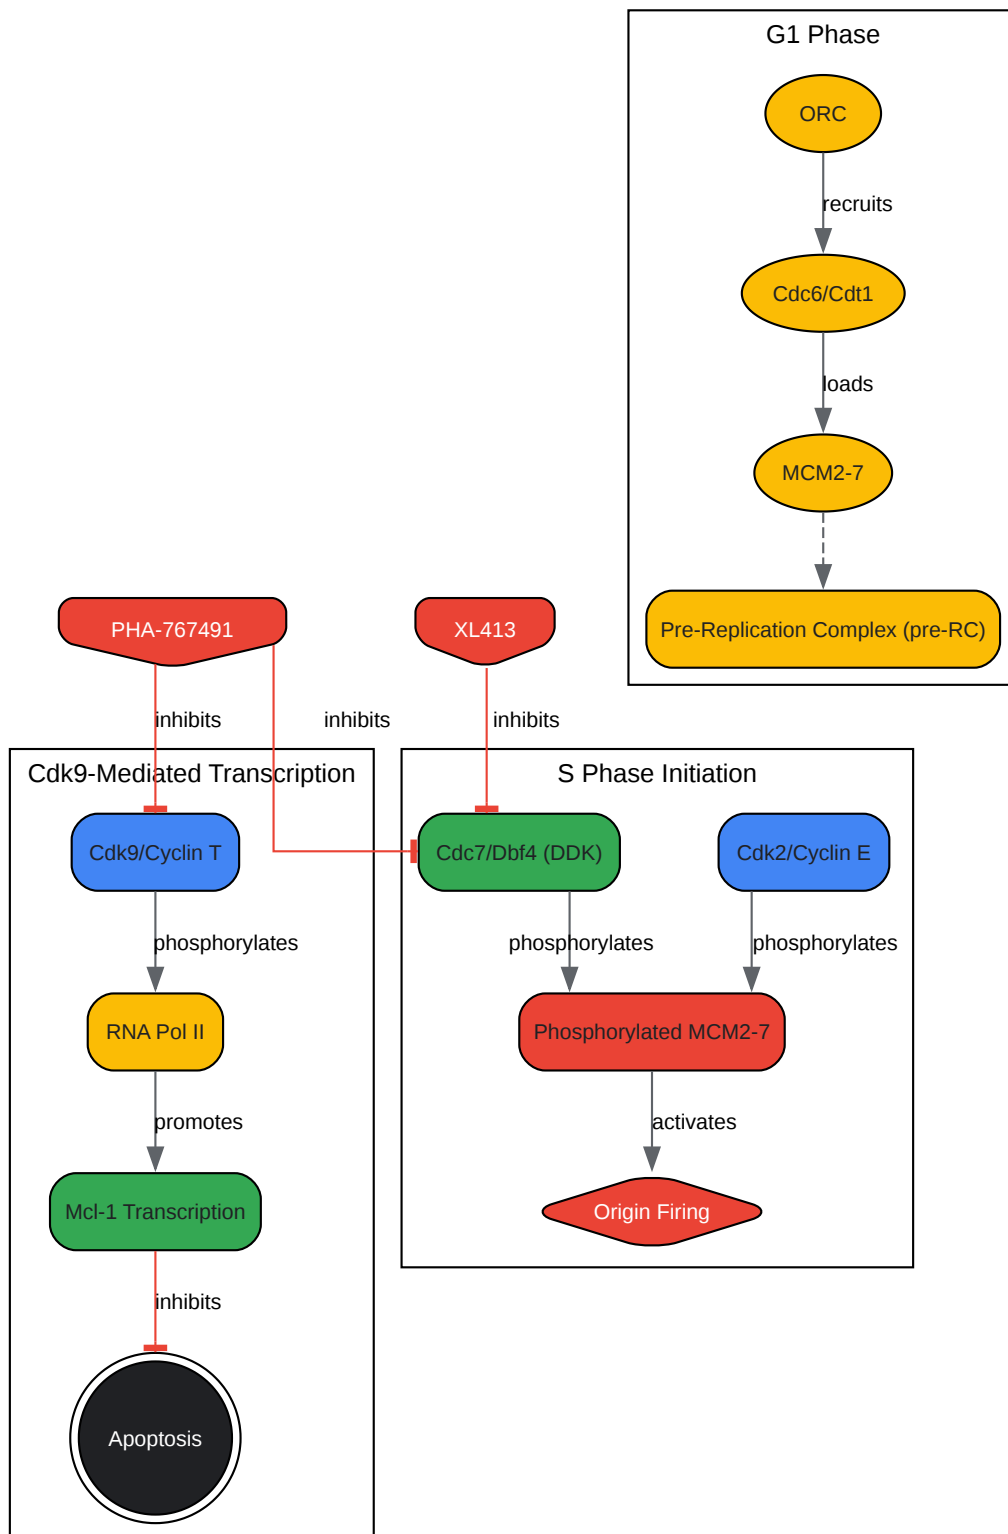 G1 Phase
ORC
recruits
Cdc6/Cdt1
loads
MCM2-7
Pre-Replication Complex (pre-RC)
PHA-767491
XL413
inhibits
inhibits
inhibits
Cdk9-Mediated Transcription
Cdk9/Cyclin T
phosphorylates
RNA Pol II
promotes
Mcl-1 Transcription
inhibits
Apoptosis
S Phase Initiation
Cdc7/Dbf4 (DDK)
Cdk2/Cyclin E
phosphorylates
phosphorylates
Phosphorylated MCM2-7
activates
Origin Firing